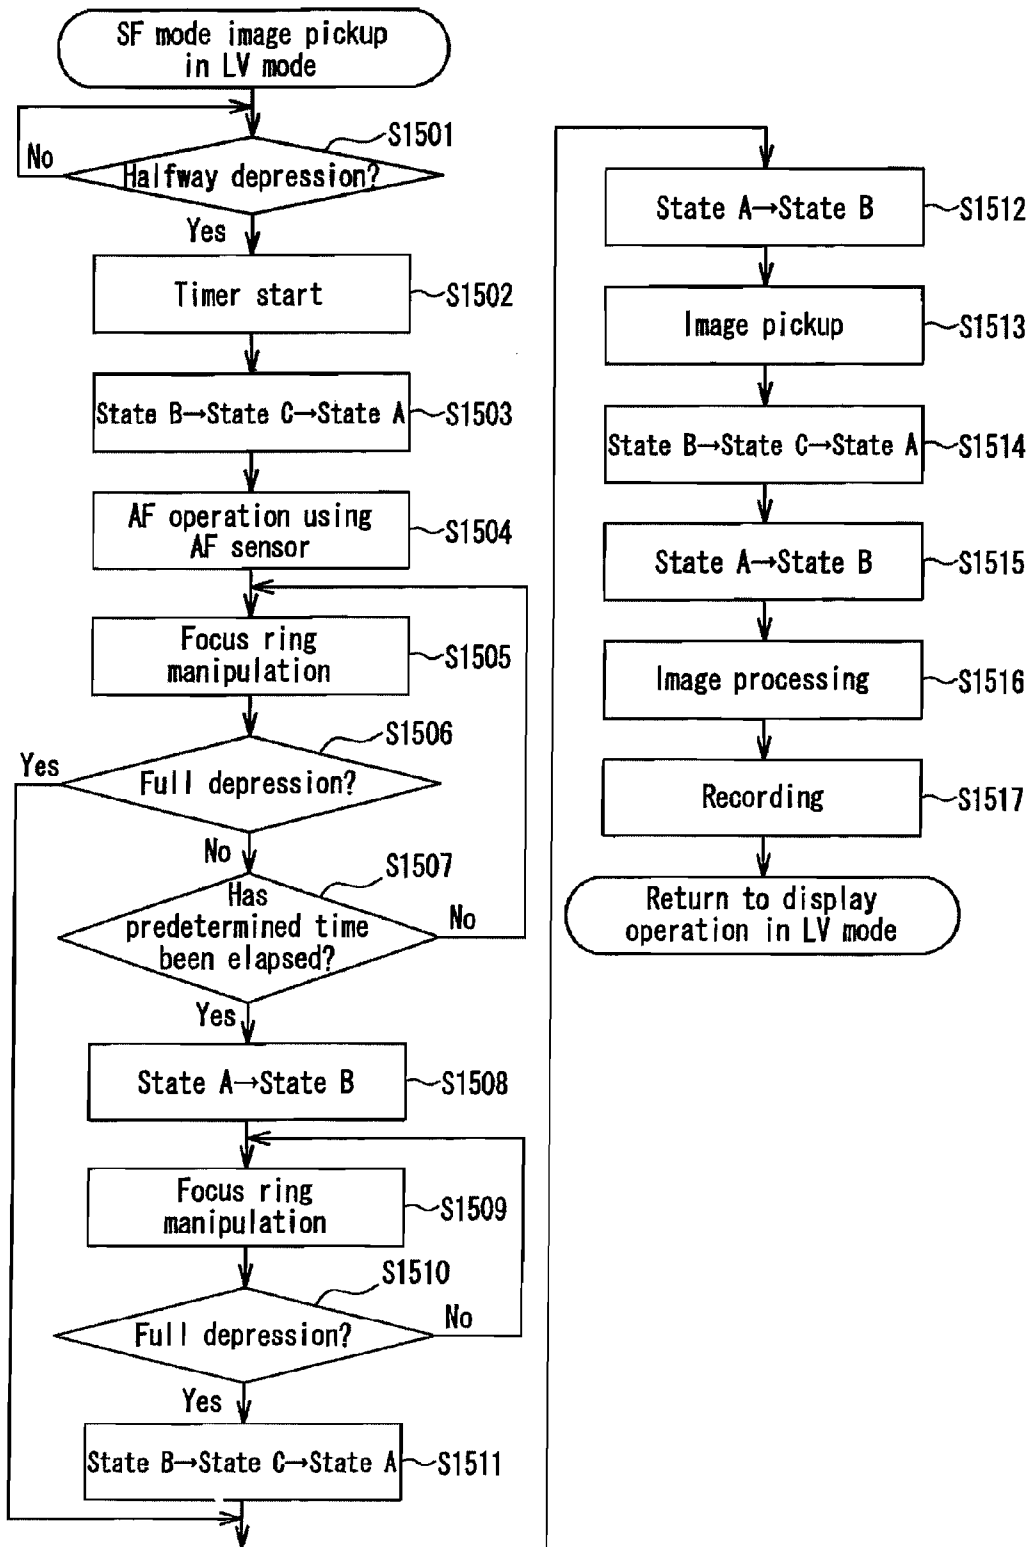 SF mode image pickup
in LV mode
S1501
No
Halfway depression?
Yes
Timer start
S1502
State B→State C→State A
S1503
AF operation using
AF sensor
S1504
Focus ring
manipulation
S1505
S1506
Yes
Full depression?
No
S1507
Has
predetermined time
been elapsed?
No
Yes
State A→State B
S1508
Focus ring
manipulation
S1509
S1510
Full depression?
No
Yes
State B→State C→State A
S1511
State A→State B
S1512
Image pickup
S1513
State B→State C→State A
S1514
State A→State B
S1515
Image processing
S1516
Recording
S1517
Return to display
operation in LV mode